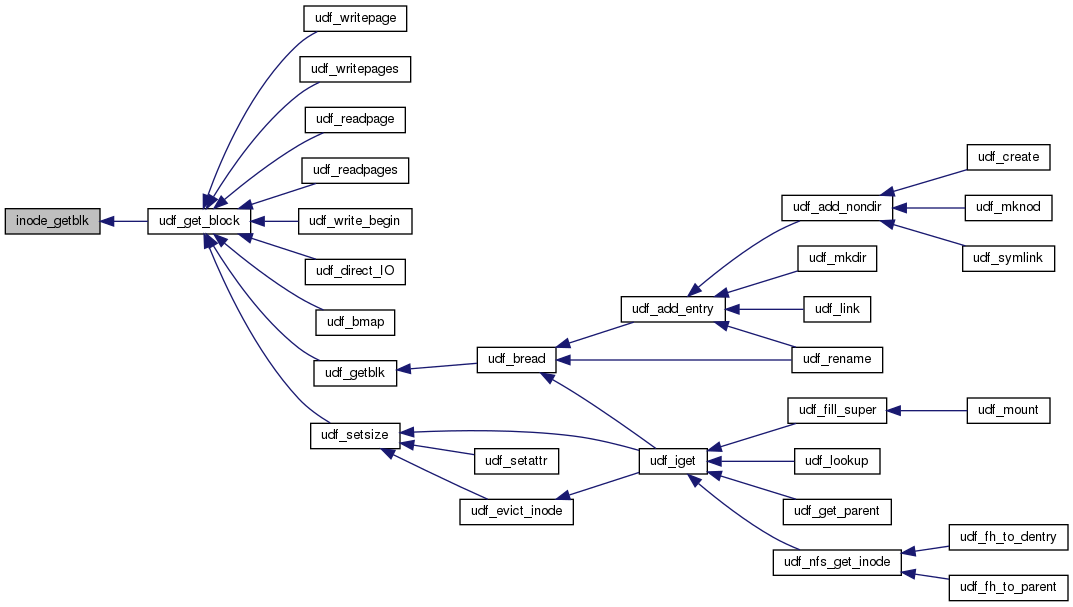 udf_writepage
udf_writepages
udf_readpage
udf_readpages
inode_getblk
udf_get_block
udf_write_begin
udf_direct_IO
udf_bmap
udf_getblk
udf_setsize
udf_bread
udf_setattr
udf_evict_inode
udf_add_entry
udf_iget
udf_add_nondir
udf_mkdir
udf_link
udf_rename
udf_fill_super
udf_lookup
udf_get_parent
udf_nfs_get_inode
udf_create
udf_mknod
udf_symlink
udf_mount
udf_fh_to_dentry
udf_fh_to_parent